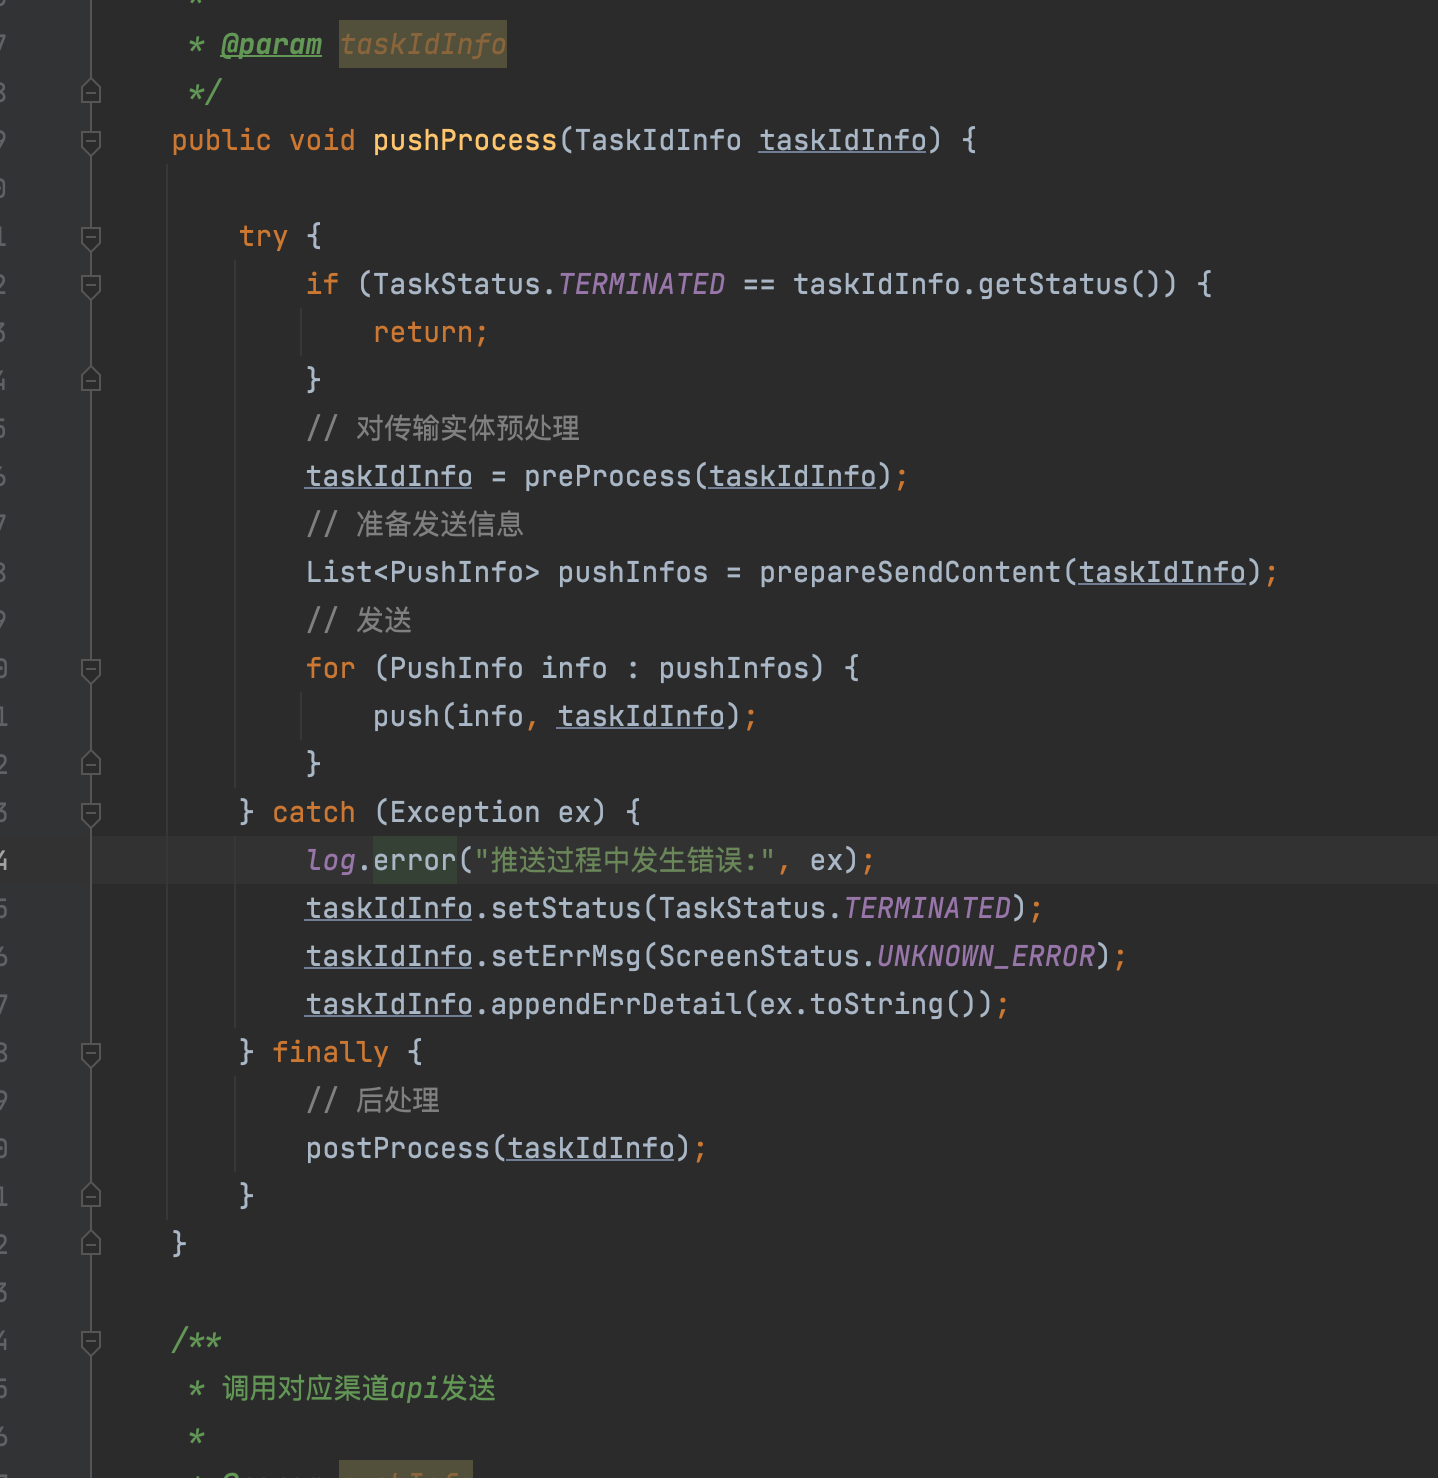 *
* @param taskIdInfo
*/
public void pushProcess(TaskIdInfo taskIdInfo) {
try {
if (TaskStatus.TERMINATED == taskIdInfo.getStatus()) {
return;
}
// 对传输实体预处理
taskIdInfo = preProcess(taskIdInfo);
// 准备发送信息
List<PushInfo> pushInfos = prepareSendContent(taskIdInfo);
// 发送
for (PushInfo info : pushInfos) {
push(info, taskIdInfo);
}
} catch (Exception ex) {
log.error("推送过程中发生错误:", ex);
taskIdInfo.setStatus(TaskStatus.TERMINATED);
taskIdInfo.setErrMsg(ScreenStatus.UNKNOWN_ERROR);
taskIdInfo.appendErrDetail(ex.toString());
} finally {
// 后处理
postProcess(taskIdInfo);
}
}
/**
* 调用对应渠道api发送
*